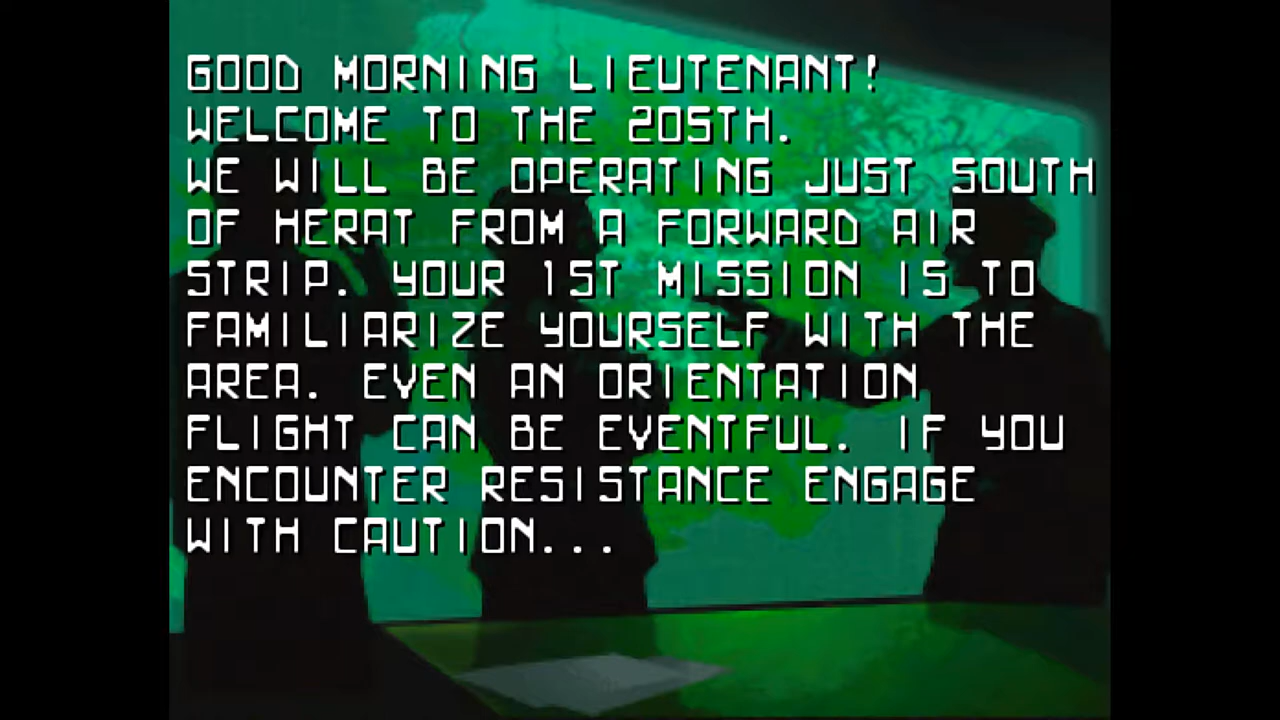 GOOD MORNING LIEUTENANT!
WELCOME TO THE 205TH.
WE WILL BE OPERATING JUST SOUTH
OF HERAT FROM A FORWARD AIR
STRIP. YOUR 1ST MISSION IS TO
FAMILIARIZE YOURSELF WITH THE
AREA. EVEN AN ORIENTATION
FLIGHT CAN BE EVENTFUL. IF YOU
ENCOUNTER RESISTANCE ENGAGE
WITH CAUTION...